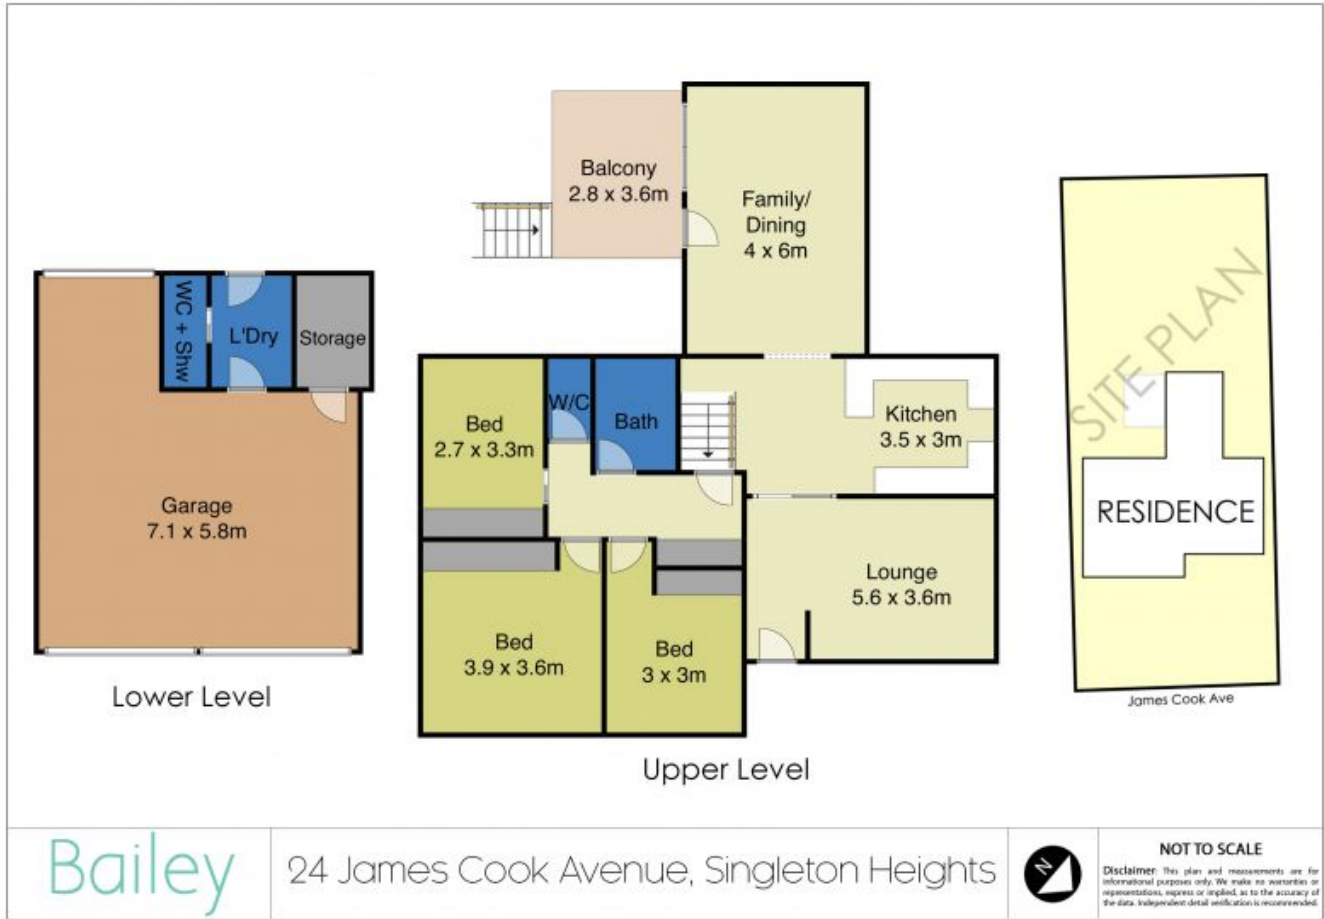 Balcony
2.8 x 3.6m
Family/
Dining
4 x 6m
WC + Shw
L'Dry
Storage
Garage
7.1 x 5.8m
Lower Level
Bed
2.7 x 3.3m
W/C
Bath
Kitchen
3.5 x 3m
Lounge
5.6 x 3.6m
Bed
3.9 x 3.6m
Bed
3 x 3m
Upper Level
SITE PLAN
RESIDENCE
James Cook Ave
Bailey
24 James Cook Avenue, Singleton Heights
N
NOT TO SCALE
Disclaimer: This plan and measurements are for
informational purposes only. We make no warranties or
representations, express or implied, as to the accuracy of
the data. Independent detail verification is recommended.